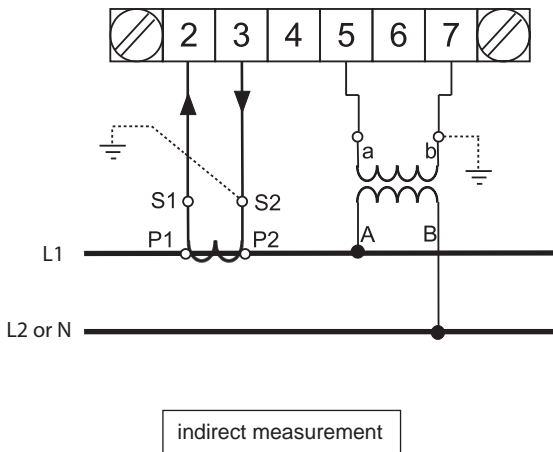 2 3 4 5 6 7
a b
S1 S2
P1 P2 A B
L1
L2 or N
indirect measurement